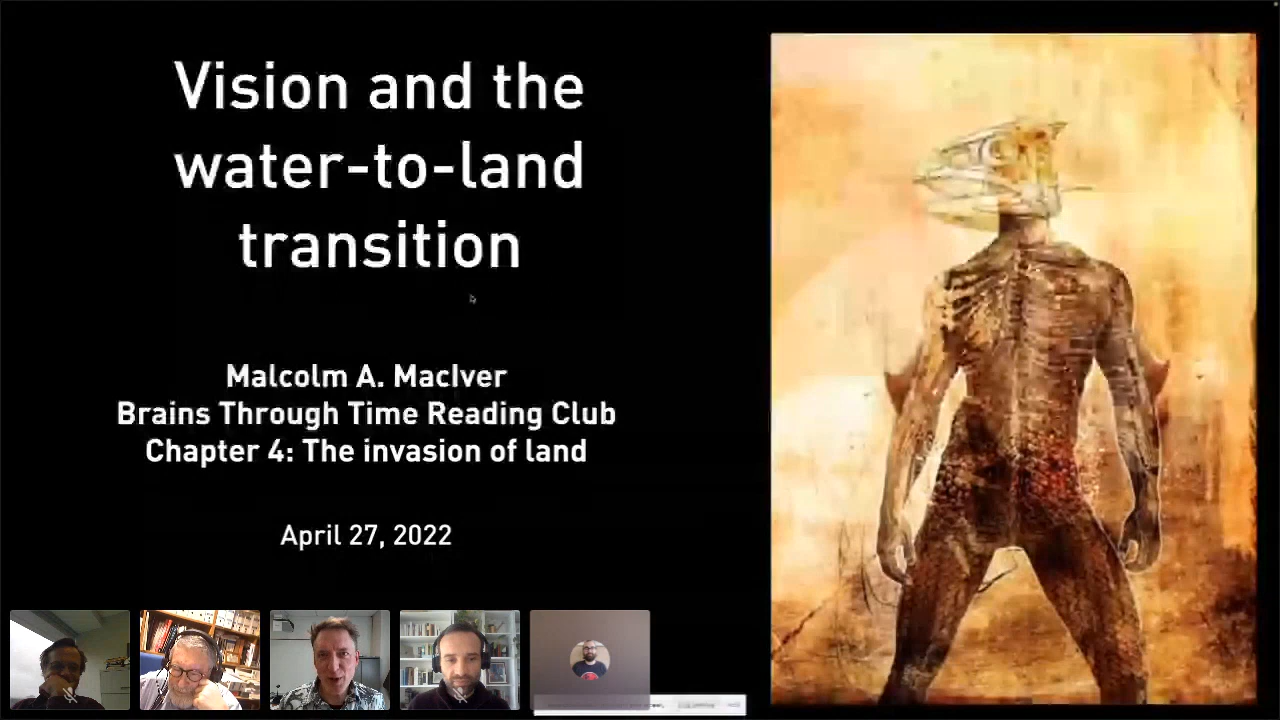 Vision and the
water-to-land
transition
Malcolm A. MacIver
Brains Through Time Reading Club
Chapter 4: The invasion of land
April 27, 2022